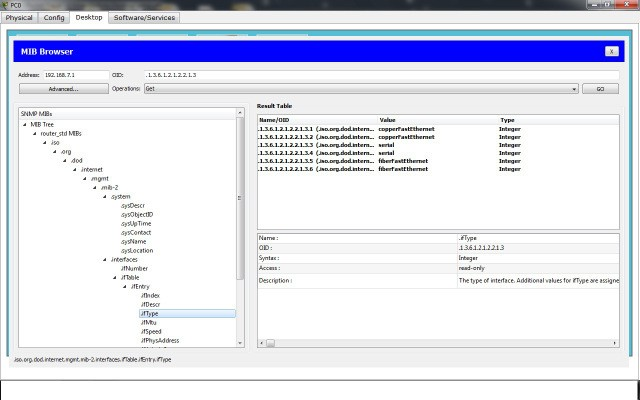 PC0
Physical Config Desktop Software/Services
MIB Browser
X
Address: 192.168.7.1 OID: .1.3.6.1.2.1.2.2.1.3
Advanced... Operations: Get GO
SNMP MIBs
MIB Tree
router_std MIBs
.iso
.org
.dod
.internet
.mgmt
.mib-2
.system
.sysDescr
.sysObjectID
.sysUpTime
.sysContact
.sysName
.sysLocation
.interfaces
.ifNumber
.ifTable
.ifEntry
.ifIndex
.ifDescr
.ifType
.ifMtu
.ifSpeed
.ifPhysAddress
Result Table
Name/OID Value Type
.1.3.6.1.2.1.2.2.1.3.1 (.iso.org.dod.intern... copperFastEthernet Integer
.1.3.6.1.2.1.2.2.1.3.2 (.iso.org.dod.intern... copperFastEthernet Integer
.1.3.6.1.2.1.2.2.1.3.3 (.iso.org.dod.intern... serial Integer
.1.3.6.1.2.1.2.2.1.3.4 (.iso.org.dod.intern... serial Integer
.1.3.6.1.2.1.2.2.1.3.5 (.iso.org.dod.intern... fiberFastEthernet Integer
.1.3.6.1.2.1.2.2.1.3.6 (.iso.org.dod.intern... fiberFastEthernet Integer
Name : .ifType
OID : .1.3.6.1.2.1.2.2.1.3
Syntax : Integer
Access : read-only
Description : The type of interface. Additional values for ifType are assigne
.iso.org.dod.internet.mgmt.mib-2.interfaces.ifTable.ifEntry.ifType